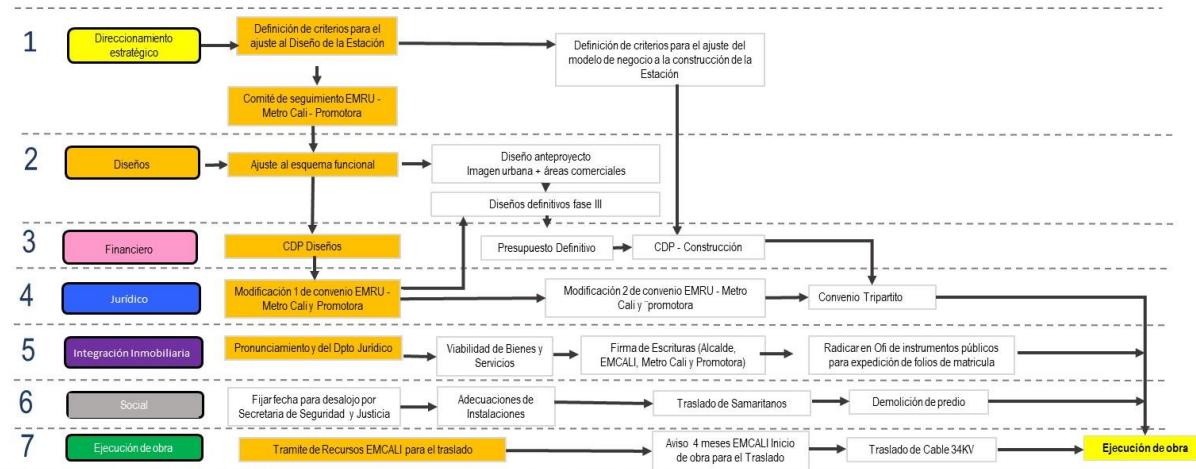 1
Direccionamiento
estratégico
Definición de criterios para el
ajuste al Diseño de la Estación
Definición de criterios para el ajuste del
modelo de negocio a la construcción de la
Estación
Comité de seguimiento EMRU -
Metro Cali - Promotora
2
Diseños
Ajuste al esquema funcional
Diseño anteproyecto
Imagen urbana + áreas comerciales
Diseños definitivos fase III
3
Financiero
CDP Diseños
Presupuesto Definitivo
CDP - Construcción
4
Jurídico
Modificación 1 de convenio EMRU -
Metro Cali y Promotora
Modificación 2 de convenio EMRU - Metro
Cali y ¨promotora
Convenio Tripartito
5
Integración Inmobiliaria
Pronunciamiento y del Dpto Jurídico
Viabilidad de Bienes y
Servicios
Firma de Escrituras (Alcalde,
EMCALI, Metro Cali y Promotora)
Radicar en Ofi de instrumentos públicos
para expedición de folios de matricula
6
Social
Fijar fecha para desalojo por
Secretaria de Seguridad y Justicia
Adecuaciones de
Instalaciones
Traslado de Samaritanos
Demolición de predio
7
Ejecución de obra
Tramite de Recursos EMCALI para el traslado
Aviso 4 meses EMCALI Inicio
de obra para el Traslado
Traslado de Cable 34KV
Ejecución de obra